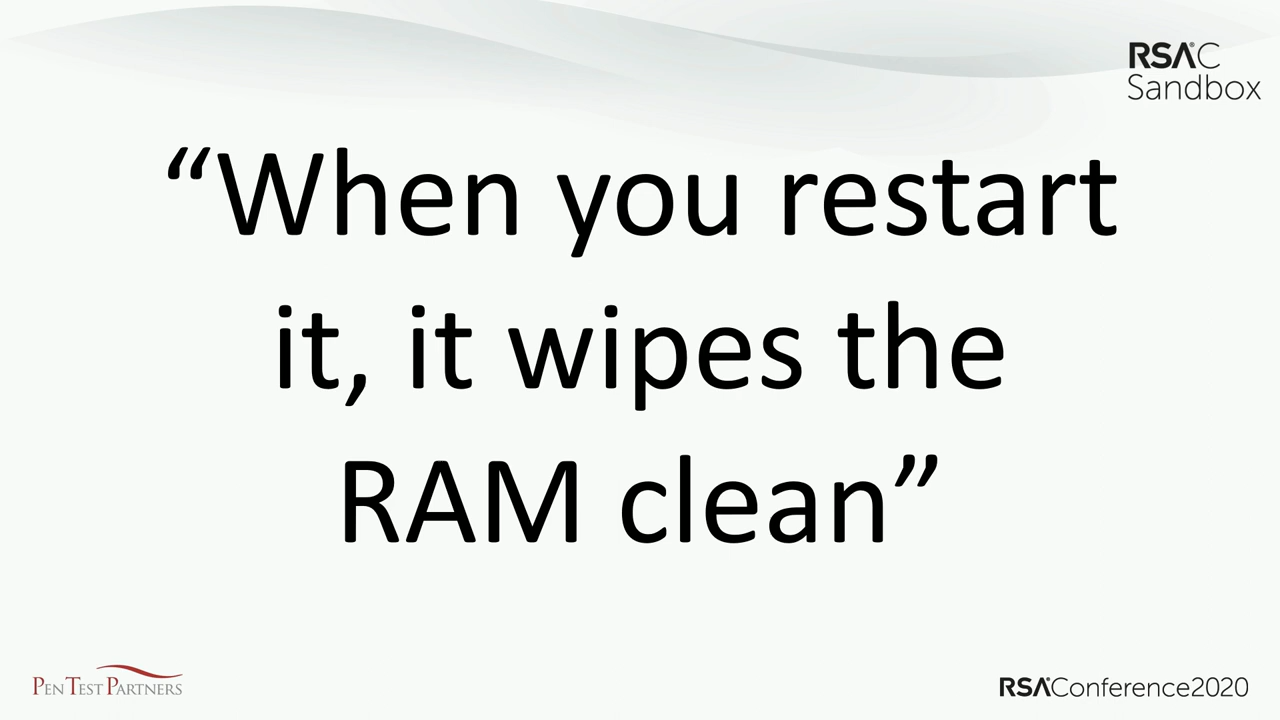 RSAC
Sandbox
“When you restart
it, it wipes the
RAM clean”
PEN TEST PARTNERS
RSAConference2020